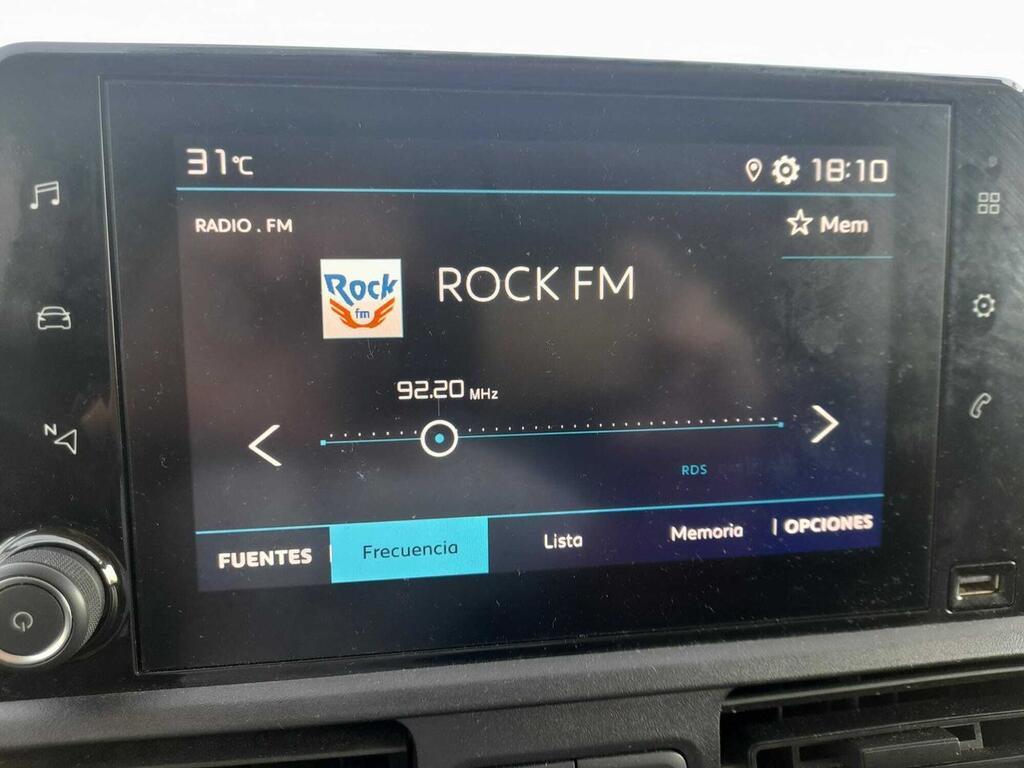 31°C
18:10
RADIO . FM
Mem
Rock
fm
ROCK FM
92.20 MHz
N
RDS
FUENTES
Frecuencia
Lista
Memoria
OPCIONES